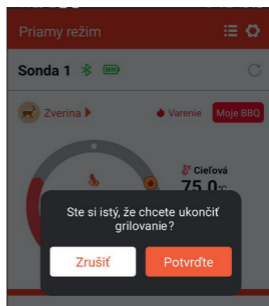 Priamy režim
Sonda 1
Zverina
Varenie
Moje BBQ
Cieľová
75.0°C
Ste si istý, že chcete ukončiť
grilovanie?
Zrušiť
Potvrďte